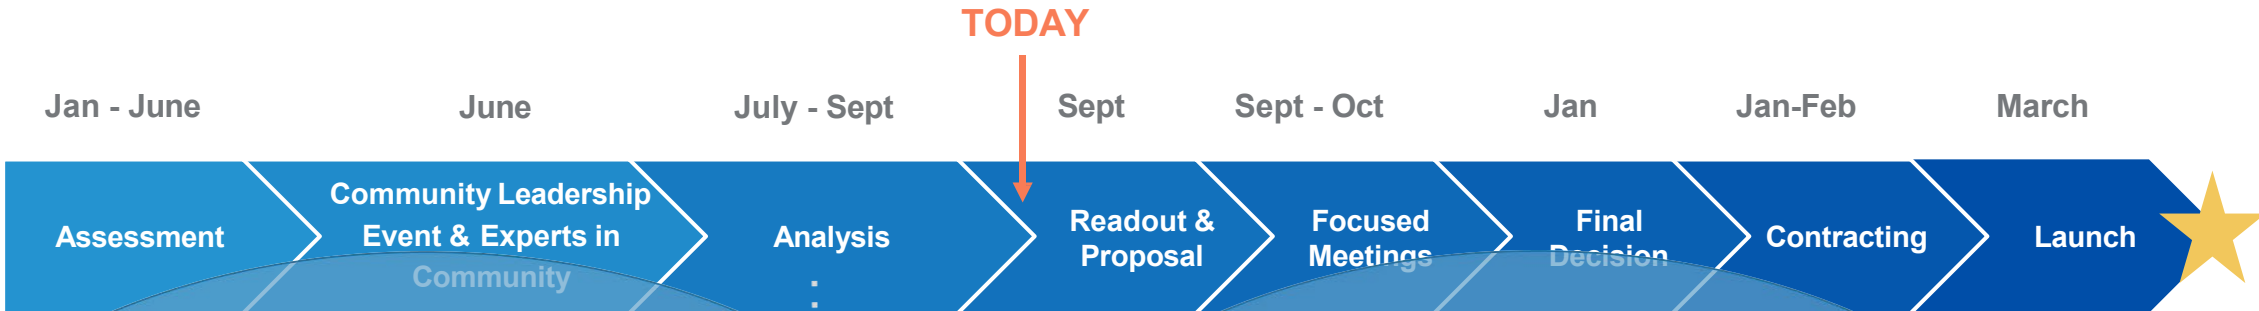 TODAY
Jan - June
June
July - Sept
Sept
Sept - Oct
Jan
Jan-Feb
March
Assessment
Community Leadership
Event & Experts in
Community
Analysis
:
Readout &
Proposal
Focused
Meetings
Final
Decision
Contracting
Launch